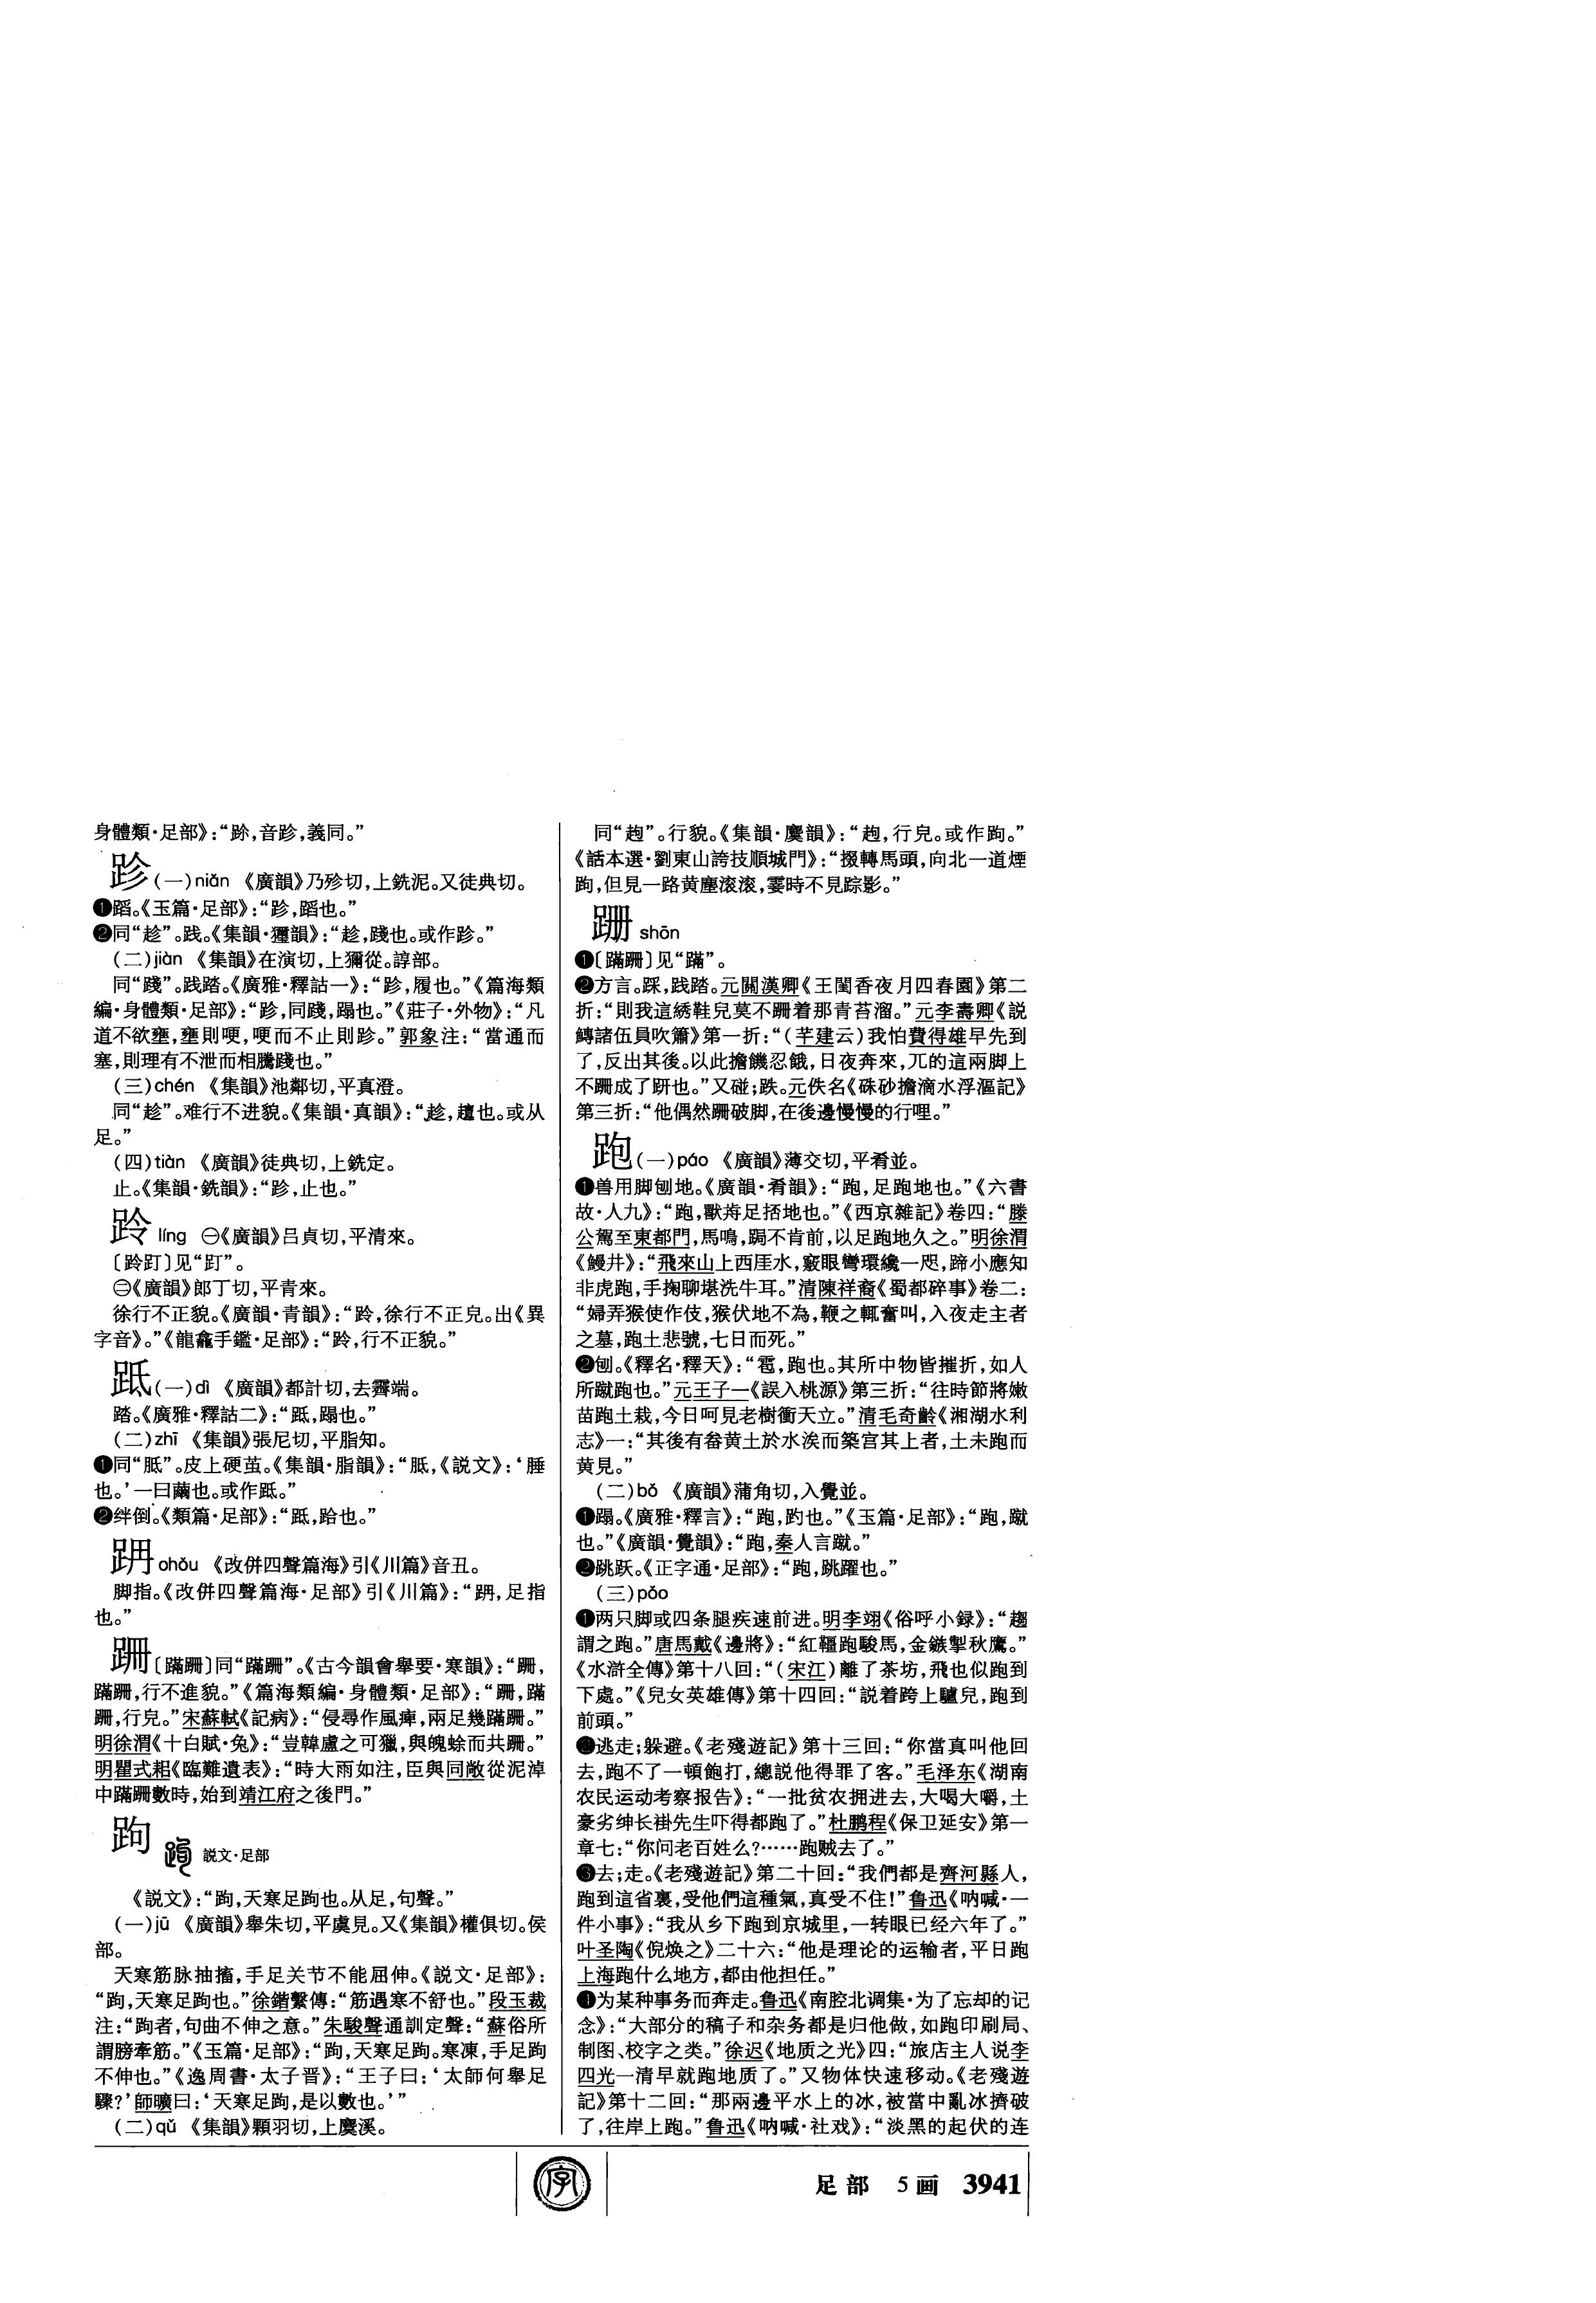 身體類·足部》：“跈，音跈，義同。”
跈（一）niǎn 《廣韻》乃殄切，上銑泥。又徒典切。
❶蹈。《玉篇·足部》：“跈，蹈也。”
❷同“趁”。践。《集韻·獮韻》：“趁，踐也。或作跈。”
（二）jiàn 《集韻》在演切，上獮從。諄部。
同“踐”。践踏。《廣雅·釋詁一》：“跈，履也。”《篇海類
編·身體類·足部》：“跈，同踐，蹋也。”《莊子·外物》：“凡
道不欲壅，壅則哽，哽而不止則跈。”郭象注：“當通而
塞，則理有不泄而相騰踐也。”
（三）chén 《集韻》池鄰切，平真澄。
同“趁”。难行不进貌。《集韻·真韻》：“趁，趲也。或从
足。”
（四）tiàn 《廣韻》徒典切，上銑定。
止。《集韻·銑韻》：“跈，止也。”
跉 líng ㊀《廣韻》呂貞切，平清來。
〔跉盯〕见“盯”。
㊁《廣韻》郎丁切，平青來。
徐行不正貌。《廣韻·青韻》：“跉，徐行不正皃。出《異
字音》。”《龍龕手鑑·足部》：“跉，行不正貌。”
跮（一）dì 《廣韻》都計切，去霽端。
踏。《廣雅·釋詁二》：“趆，蹋也。”
（二）zhī 《集韻》張尼切，平脂知。
❶同“胝”。皮上硬茧。《集韻·脂韻》：“胝，《説文》：‘腄
也。’一曰繭也。或作。”
❷绊倒。《類篇·足部》：“，跲也。”
ohǒu 《改併四聲篇海》引《川篇》音丑。
脚指。《改併四聲篇海·足部》引《川篇》：“，足指
也。”
跚〔蹣跚〕同“蹣跚”。《古今韻會舉要·寒韻》：“跚，
蹣跚，行不進貌。”《篇海類編·身體類·足部》：“跚，蹣
跚，行皃。”宋蘇軾《記病》：“侵尋作風痺，兩足幾蹣跚。”
明徐渭《十白賦·兔》：“豈韓盧之可獵，與魄蜍而共跚。”
明瞿式耜《臨難遺表》：“時大雨如注，臣與同敞從泥淖
中蹣跚數時，始到靖江府之後門。”
跔 説文·足部
《説文》：“跔，天寒足跔也。从足，句聲。”
（一）jū 《廣韻》舉朱切，平虞見。又《集韻》權俱切。侯
部。
天寒筋脉抽搐，手足关节不能屈伸。《説文·足部》：
“跔，天寒足跔也。”徐鍇繫傳：“筋遇寒不舒也。”段玉裁
注：“跔者，句曲不伸之意。”朱駿聲通訓定聲：“蘇俗所
謂膀牽筋。”《玉篇·足部》：“跔，天寒足跔。寒凍，手足跔
不伸也。”《逸周書·太子晋》：“王子曰：‘太師何舉足
驟？’師曠曰：‘天寒足跔，是以數也。’”
（二）qǔ 《集韻》顆羽切，上麌溪。
同“䞤”。行貌。《集韻·麌韻》：“䞤，行皃。或作跔。”
《話本選·劉東山誇技順城門》：“掇轉馬頭，向北一道煙
跔，但見一路黄塵滚滚，霎時不見踪影。”
跚 shān
❶〔蹣跚〕见“蹣”。
❷方言。踩，践踏。元關漢卿《王閨香夜月四春園》第二
折：“則我這綉鞋兒莫不跚着那青苔溜。”元李壽卿《説
鱄諸伍員吹簫》第一折：“（芊建云）我怕費得雄早先到
了，反出其後。以此擔饑忍餓，日夜奔來，兀的這兩脚上
不跚成了趼也。”又碰；跌。元佚名《硃砂擔滴水浮漚記》
第三折：“他偶然跚破脚，在後邊慢慢的行哩。”
跑（一）páo 《廣韻》薄交切，平肴並。
❶兽用脚刨地。《廣韻·肴韻》：“跑，足跑地也。”《六書
故·人九》：“跑，獸歬足捪地也。”《西京雜記》卷四：“滕
公駕至東都門，馬鳴，跼不肯前，以足跑地久之。”明徐渭
《鰻井》：“飛來山上西厓水，竅眼彎環纔一咫，蹄小應知
非虎跑，手掬聊堪洗牛耳。”清陳祥裔《蜀都碎事》卷二：
“婦弄猴使作伎，猴伏地不為，鞭之輒奮叫，入夜走主者
之墓，跑土悲號，七日而死。”
❷刨。《釋名·釋天》：“雹，跑也。其所中物皆摧折，如人
所蹴跑也。”元王子一《誤入桃源》第三折：“往時節將嫩
苗跑土栽，今日呵見老樹衝天立。”清毛奇齡《湘湖水利
志》一：“其後有畚黄土於水涘而築宫其上者，土未跑而
黄見。”
（二）bó 《廣韻》蒲角切，入覺並。
❶蹋。《廣雅·釋言》：“跑，趵也。”《玉篇·足部》：“跑，蹴
也。”《廣韻·覺韻》：“跑，秦人言蹴。”
❷跳跃。《正字通·足部》：“跑，跳躍也。”
（三）pǎo
❶两只脚或四条腿疾速前进。明李翊《俗呼小録》：“趨
謂之跑。”唐馬戴《邊將》：“紅韁跑駿馬，金鏃掣秋鷹。”
《水滸全傳》第十八回：“（宋江）離了茶坊，飛也似跑到
下處。”《兒女英雄傳》第十四回：“説着跨上驢兒，跑到
前頭。”
❷逃走；躲避。《老殘遊記》第十三回：“你當真叫他回
去，跑不了一頓飽打，總説他得罪了客。”毛泽东《湖南
农民运动考察报告》：“一批贫农拥进去，大喝大嚼，土
豪劣绅长褂先生吓得都跑了。”杜鹏程《保卫延安》第一
章七：“你问老百姓么？……跑贼去了。”
❸去；走。《老殘遊記》第二十回：“我們都是齊河縣人，
跑到這省裏，受他們這種氣，真受不住！”鲁迅《呐喊·一
件小事》：“我从乡下跑到京城里，一转眼已经六年了。”
叶圣陶《倪焕之》二十六：“他是理论的运输者，平日跑
上海跑什么地方，都由他担任。”
❹为某种事务而奔走。鲁迅《南腔北调集·为了忘却的记
念》：“大部分的稿子和杂务都是归他做，如跑印刷局、
制图、校字之类。”徐迟《地质之光》四：“旅店主人说李
四光一清早就跑地质了。”又物体快速移动。《老殘遊
記》第十二回：“那兩邊平水上的冰，被當中亂冰擠破
了，往岸上跑。”鲁迅《呐喊·社戏》：“淡黑的起伏的连
字
足部 5画 3941